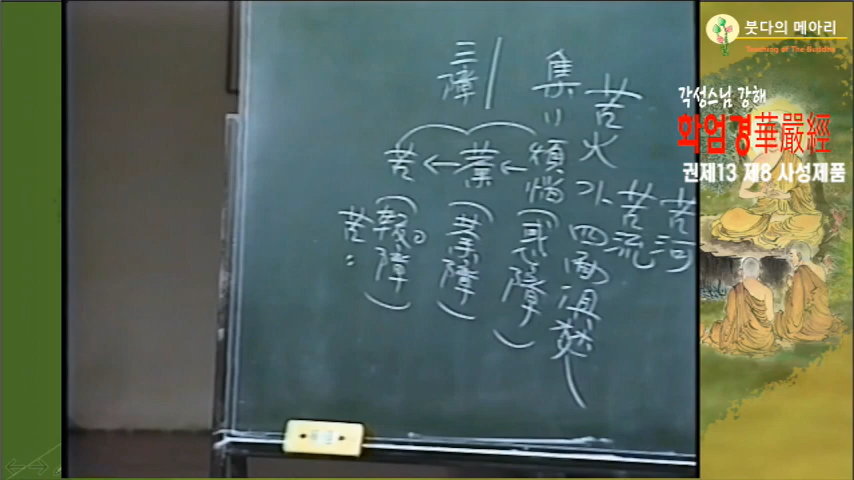 붓다의 메아리
Teaching of The Buddha
각성스님 강해
화엄경華嚴經
권제13 제8 사성제품
苦河
苦流
苦火가 四面俱燃
集 = 煩惱 (惑障)
業 (業障)
苦 (報障)
苦:
三障